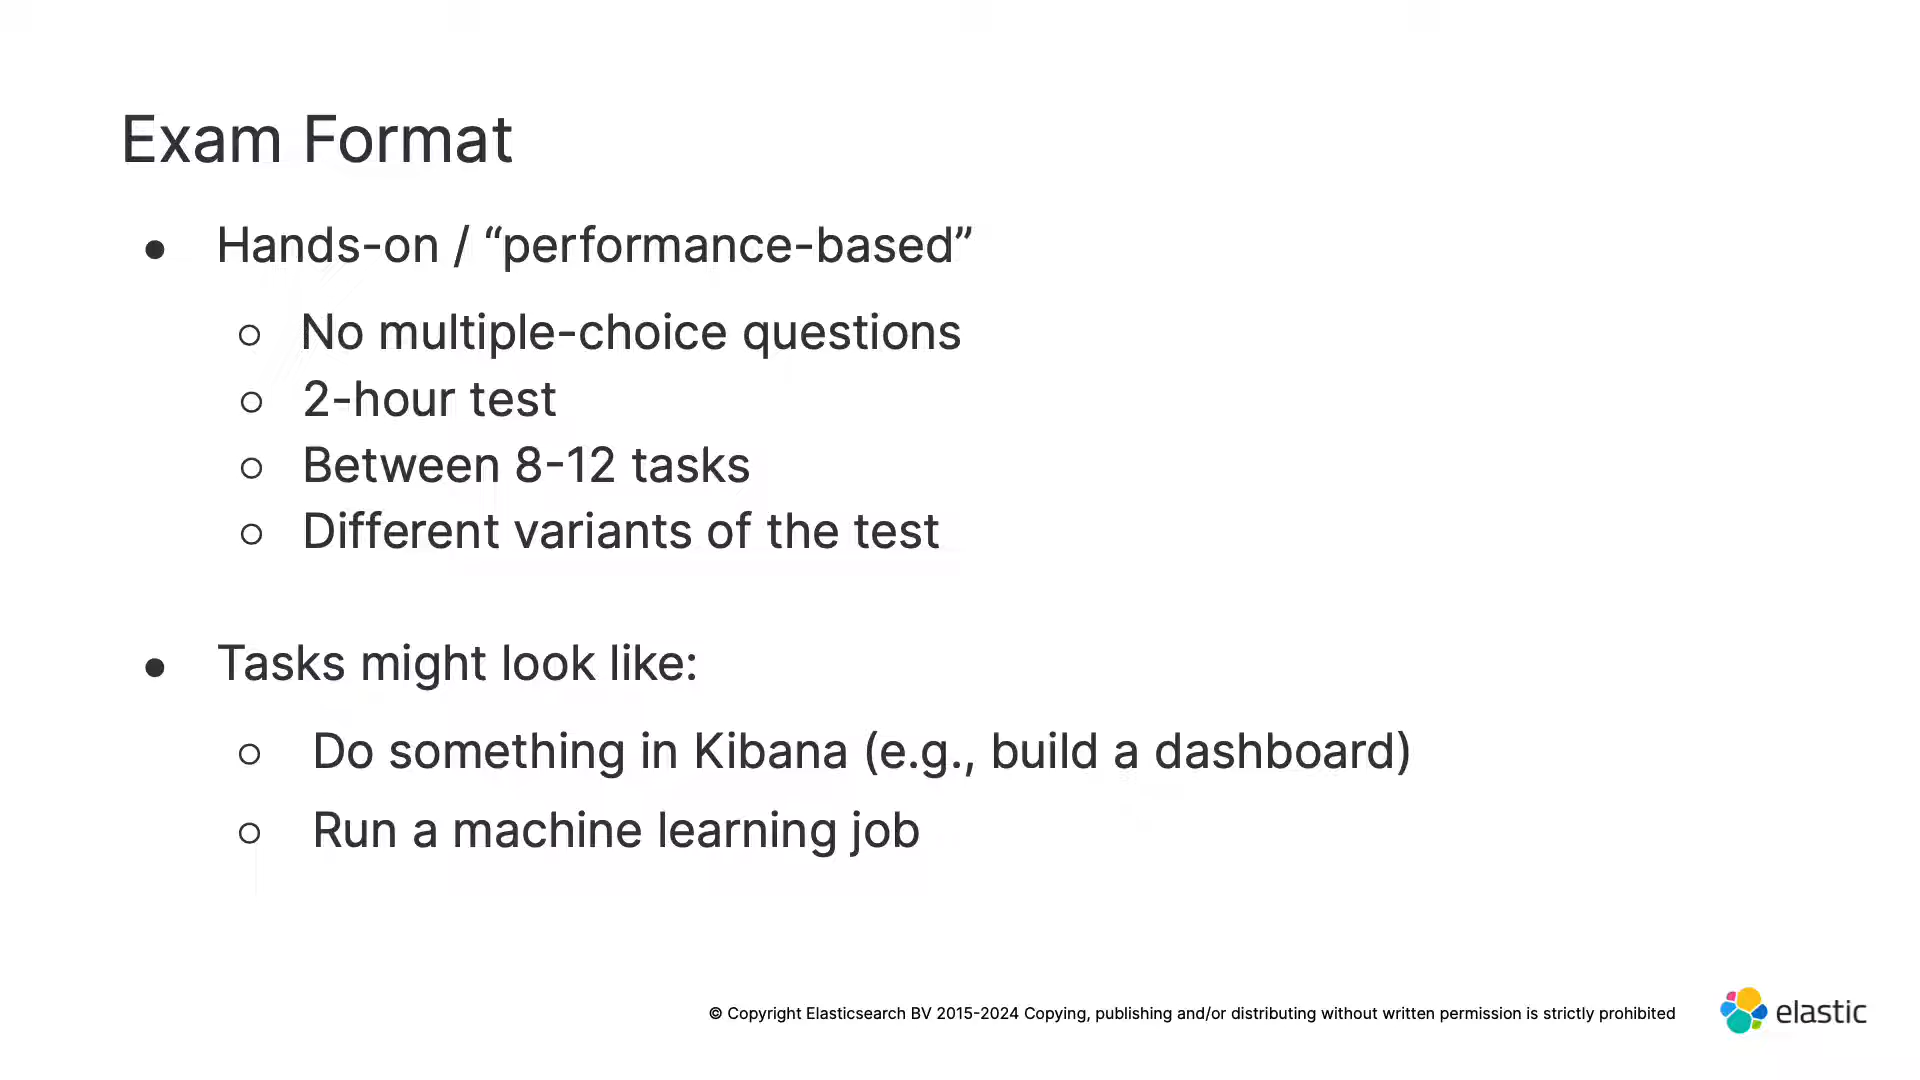 Exam Format
● Hands-on / “performance-based”
○ No multiple-choice questions
○ 2-hour test
○ Between 8-12 tasks
○ Different variants of the test
● Tasks might look like:
○ Do something in Kibana (e.g., build a dashboard)
○ Run a machine learning job
© Copyright Elasticsearch BV 2015-2024 Copying, publishing and/or distributing without written permission is strictly prohibited
elastic